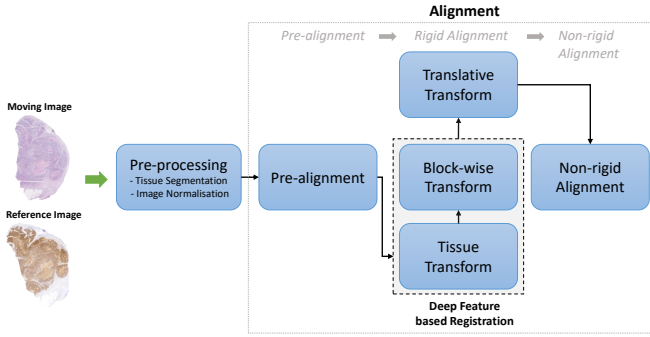 Alignment
Pre-alignment
Rigid Alignment
Non-rigid
Alignment
Moving Image
Translative
Transform
Pre-processing
- Tissue Segmentation
- Image Normalisation
Pre-alignment
Block-wise
Transform
Non-rigid
Alignment
Reference Image
Tissue
Transform
Deep Feature
based Registration